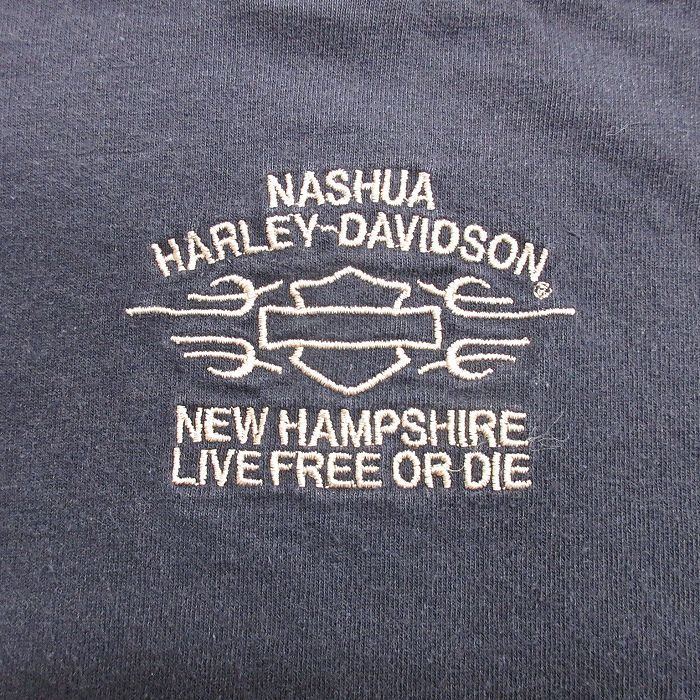 NASHUA
HARLEY-DAVIDSON
NEW HAMPSHIRE
LIVE FREE OR DIE